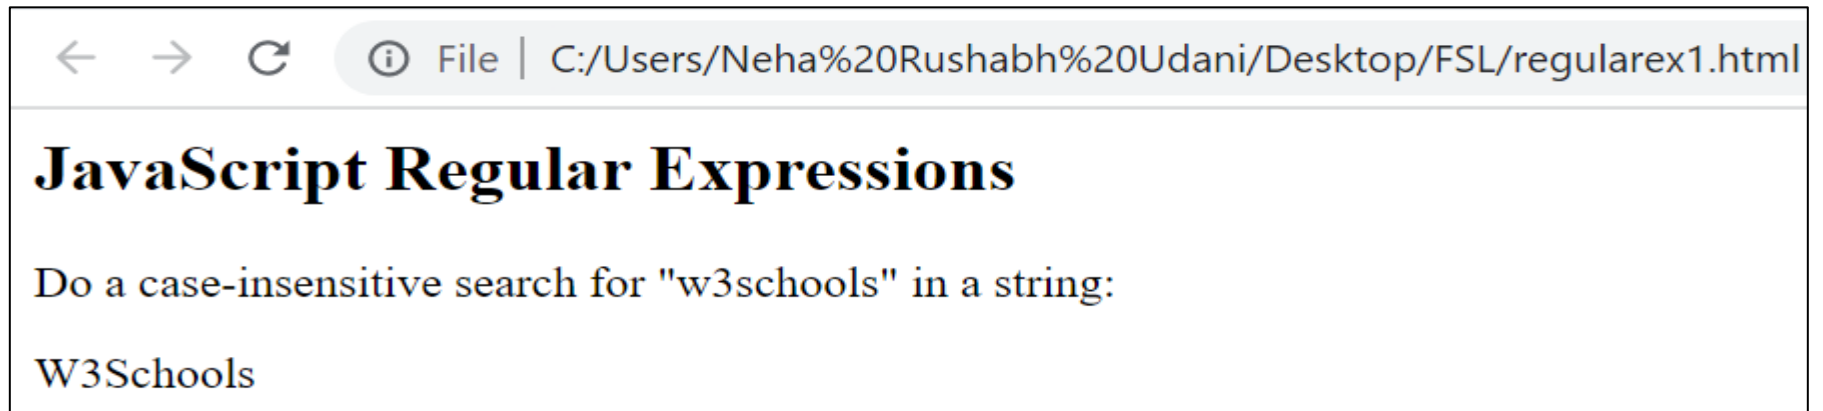 File | C:/Users/Neha%20Rushabh%20Udani/Desktop/FSL/regularex1.html
JavaScript Regular Expressions
Do a case-insensitive search for "w3schools" in a string:
W3Schools